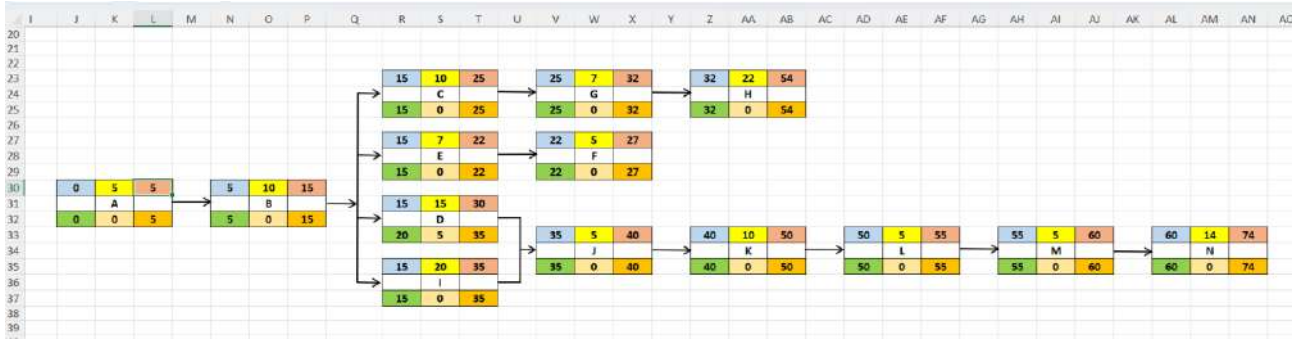 I J K L M N O P Q R S T U V W X Y Z AA AB AC AD AE AF AG AH AI AJ AK AL AM AN AO
20
21
22
23 15 10 25 25 7 32 32 22 54
24 C G H
25 15 0 25 25 0 32 32 0 54
26
27 15 7 22 22 5 27
28 E F
29 15 0 22 22 0 27
30 0 5 5 5 10 15
31 A B 15 15 30
32 0 0 5 5 0 15 D
33 20 5 35 35 5 40 40 10 50 50 5 55 55 5 60 60 14 74
34 J K L M N
35 15 20 35 35 0 40 40 0 50 50 0 55 55 0 60 60 0 74
36 I
37 15 0 35
38
39